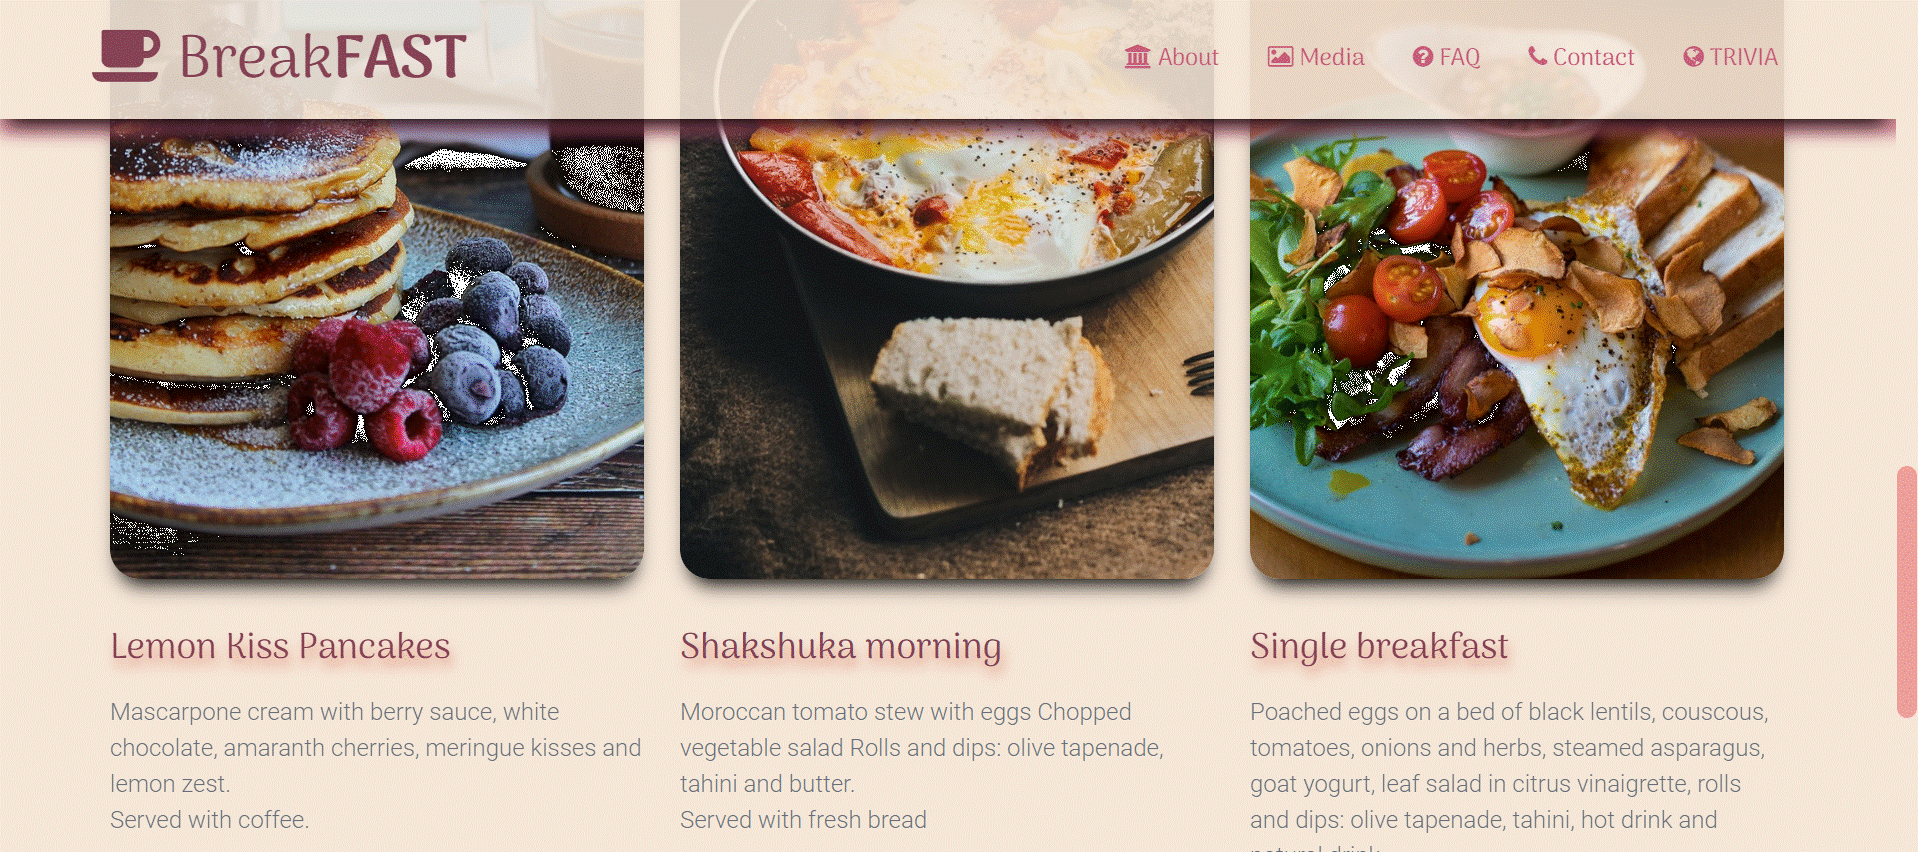 BreakFAST
About Media FAQ Contact TRIVIA
Lemon Kiss Pancakes
Mascarpone cream with berry sauce, white
chocolate, amaranth cherries, meringue kisses and
lemon zest.
Served with coffee.
Shakshuka morning
Moroccan tomato stew with eggs Chopped
vegetable salad Rolls and dips: olive tapenade,
tahini and butter.
Served with fresh bread
Single breakfast
Poached eggs on a bed of black lentils, couscous,
tomatoes, onions and herbs, steamed asparagus,
goat yogurt, leaf salad in citrus vinaigrette, rolls
and dips: olive tapenade, tahini, hot drink and
natural drink